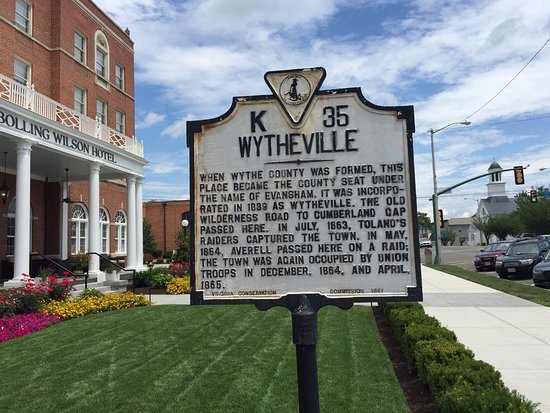 BOLLING WILSON HOTEL
K 35
WYTHEVILLE
WHEN WYTHE COUNTY WAS FORMED, THIS
PLACE BECAME THE COUNTY SEAT UNDER
THE NAME OF EVANSHAM. IT WAS INCORPO-
RATED IN 1839 AS WYTHEVILLE. THE OLD
WILDERNESS ROAD TO CUMBERLAND GAP
PASSED HERE. IN JULY, 1863, TOLAND'S
RAIDERS CAPTURED THE TOWN. IN MAY,
1864, AVERELL PASSED HERE ON A RAID.
THE TOWN WAS AGAIN OCCUPIED BY UNION
TROOPS IN DECEMBER, 1864, AND APRIL,
1865.
VIRGINIA CONSERVATION COMMISSION 1941